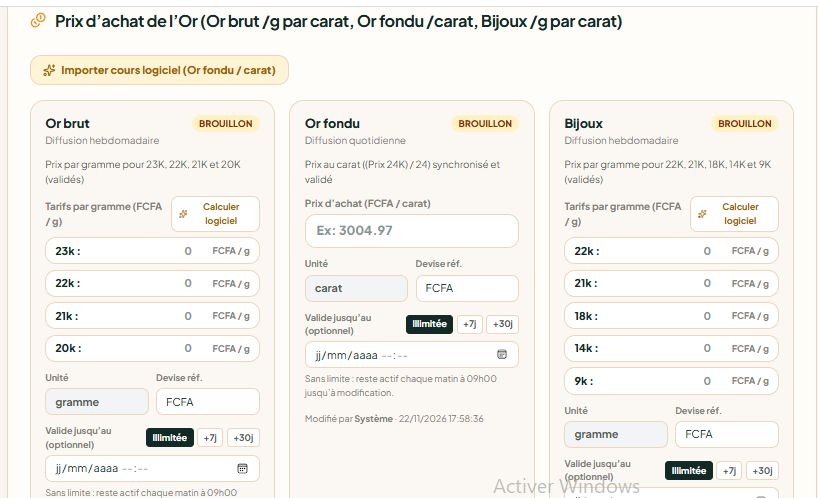 Prix d'achat de l'Or (Or brut /g par carat, Or fondu /carat, Bijoux /g par carat)
Importer cours logiciel (Or fondu / carat)
Or brut
BROUILLON
Diffusion hebdomadaire
Prix par gramme pour 23K, 22K, 21K et 20K
(validés)
Tarifs par gramme (FCFA
/ g)
Calculer
logiciel
23k : 0 FCFA / g
22k : 0 FCFA / g
21k : 0 FCFA / g
20k : 0 FCFA / g
Unité
Devise réf.
gramme
FCFA
Valide jusqu'au
(optionnel)
Illimitée
+7j
+30j
jj/mm/aaaa --:--
Sans limite : reste actif chaque matin à 09h00
Or fondu
BROUILLON
Diffusion quotidienne
Prix au carat ((Prix 24K) / 24) synchronisé et
validé
Prix d'achat (FCFA / carat)
Ex: 3004.97
Unité
Devise réf.
carat
FCFA
Valide jusqu'au
(optionnel)
Illimitée
+7j
+30j
jj/mm/aaaa --:--
Sans limite : reste actif chaque matin à 09h00
jusqu'à modification.
Modifié par Système · 22/11/2026 17:58:36
Bijoux
BROUILLON
Diffusion hebdomadaire
Prix par gramme pour 22K, 21K, 18K, 14K et 9K
(validés)
Tarifs par gramme (FCFA
/ g)
Calculer
logiciel
22k : 0 FCFA / g
21k : 0 FCFA / g
18k : 0 FCFA / g
14k : 0 FCFA / g
9k : 0 FCFA / g
Unité
Devise réf.
gramme
FCFA
Valide jusqu'au
(optionnel)
Illimitée
+7j
+30j
Activer Windows